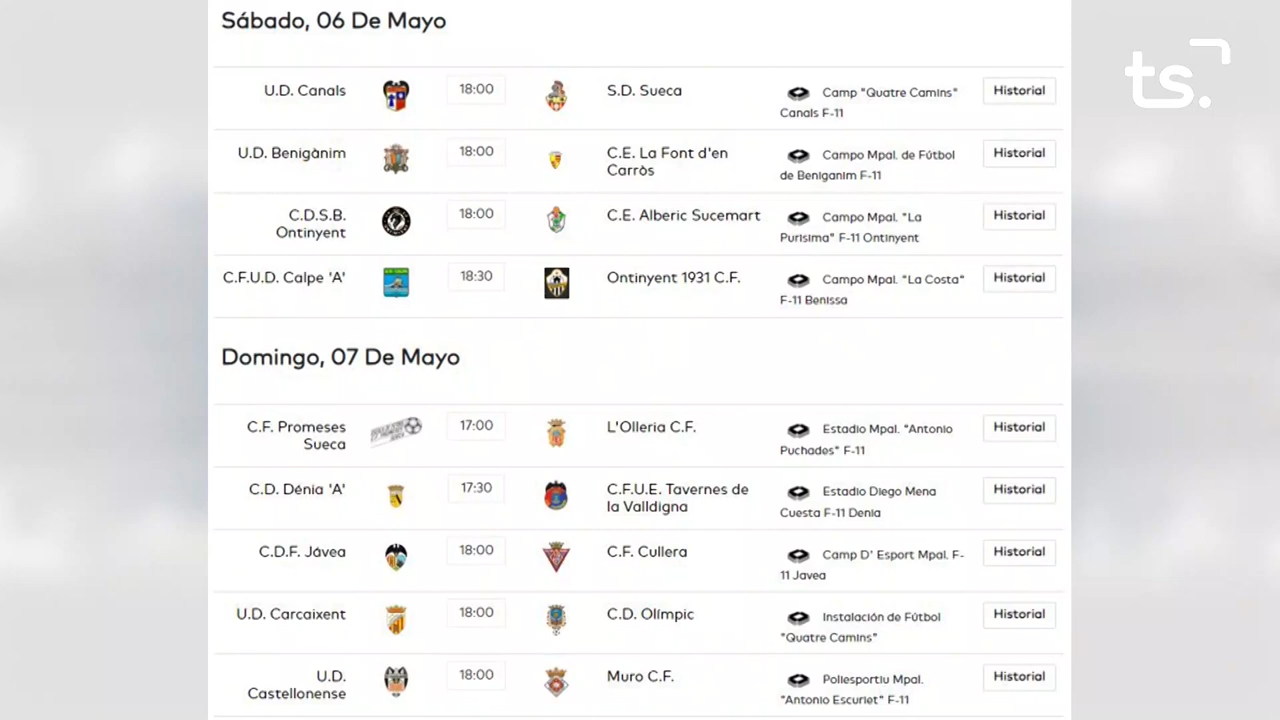 Sábado, 06 De Mayo
ts.
U.D. Canals 18:00 S.D. Sueca Camp "Quatre Camins" Historial
Canals F-11
U.D. Benigànim 18:00 C.E. La Font d'en Campo Mpal. de Fútbol Historial
Carròs de Beniganim F-11
C.D.S.B. 18:00 C.E. Alberic Sucemart Campo Mpal. "La Historial
Ontinyent Purisima" F-11 Ontinyent
C.F.U.D. Calpe 'A' 18:30 Ontinyent 1931 C.F. Campo Mpal. "La Costa" Historial
F-11 Benissa
Domingo, 07 De Mayo
C.F. Promeses 17:00 L'Olleria C.F. Estadio Mpal. "Antonio Historial
Sueca Puchades" F-11
C.D. Dénia 'A' 17:30 C.F.U.E. Tavernes de Estadio Diego Mena Historial
la Valldigna Cuesta F-11 Denia
C.D.F. Jávea 18:00 C.F. Cullera Camp D' Esport Mpal. F- Historial
11 Javea
U.D. Carcaixent 18:00 C.D. Olímpic Instalación de Fútbol Historial
"Quatre Camins"
U.D. 18:00 Muro C.F. Poliesportiu Mpal. Historial
Castellonense "Antonio Escuriet" F-11